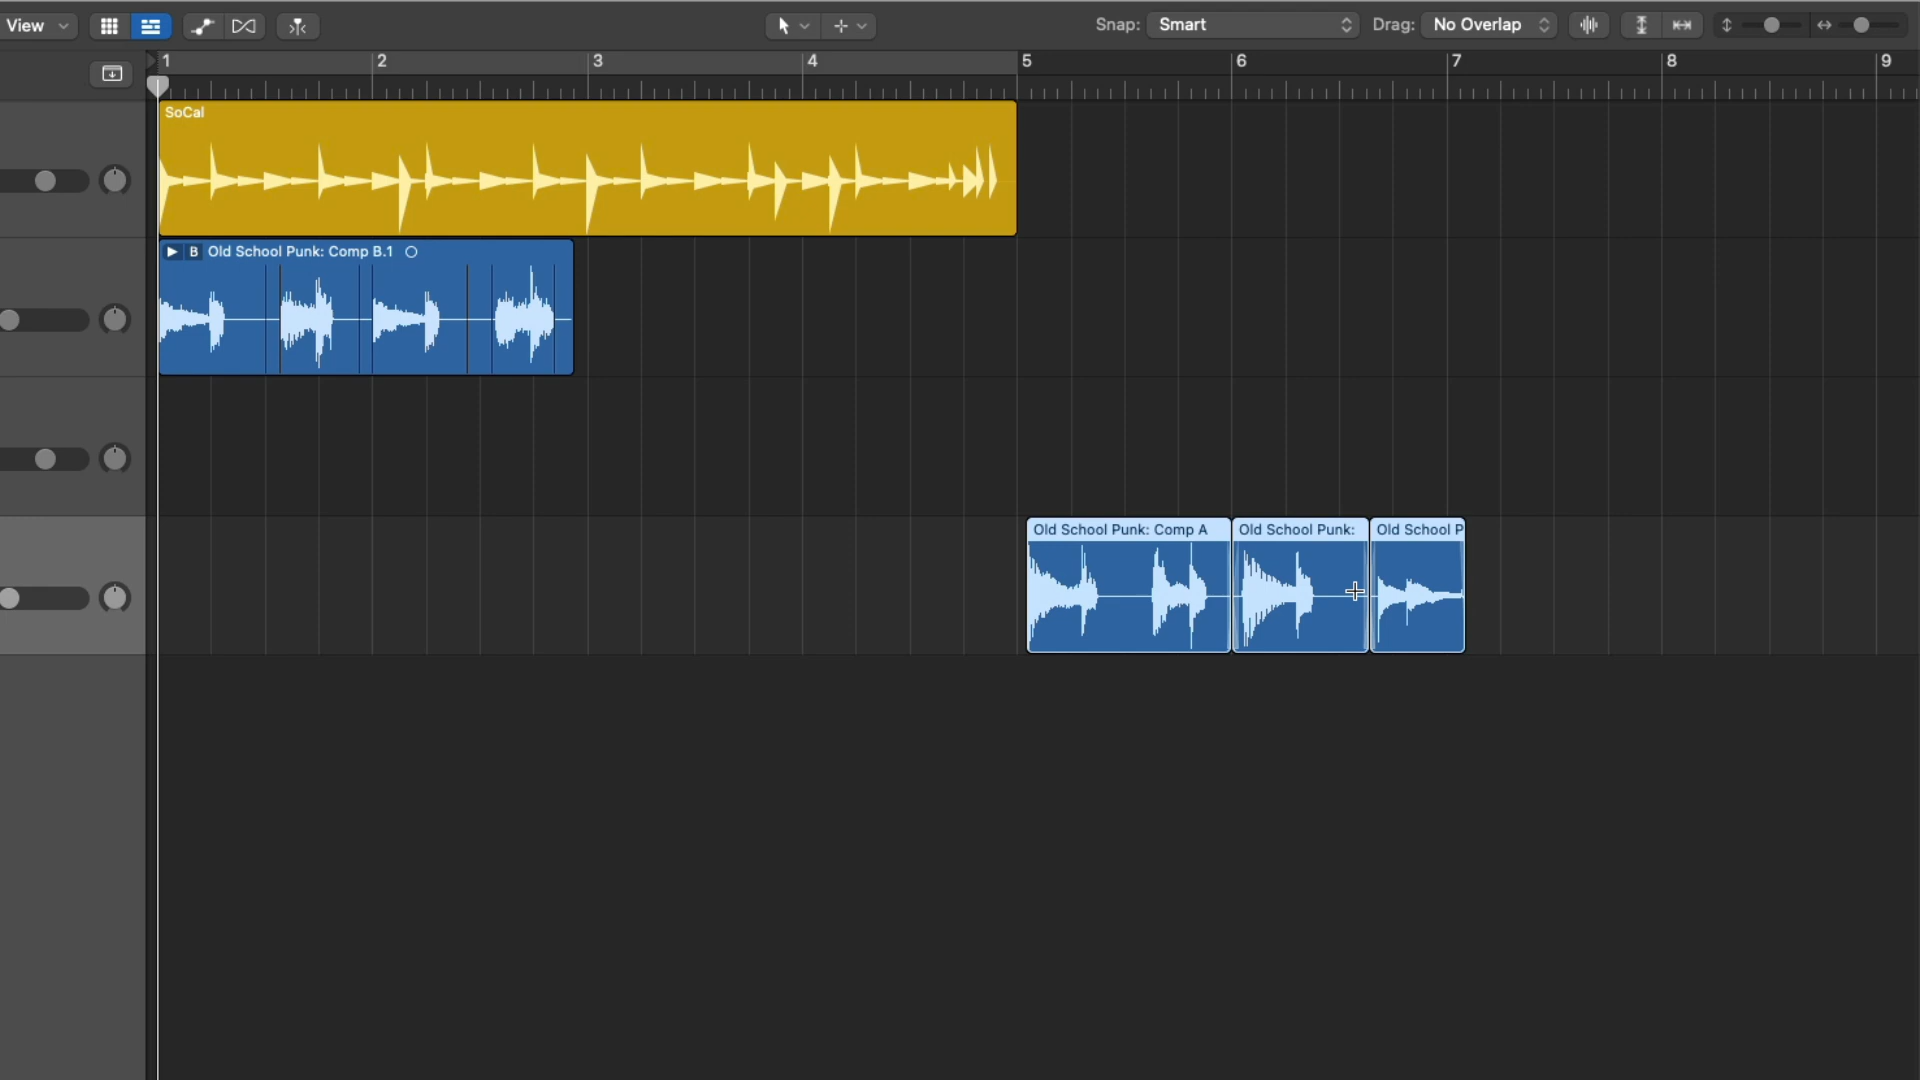 View
Snap: Smart
Drag: No Overlap
1 2 3 4 5 6 7 8 9
SoCal
B Old School Punk: Comp B.1
Old School Punk: Comp A
Old School Punk:
Old School P